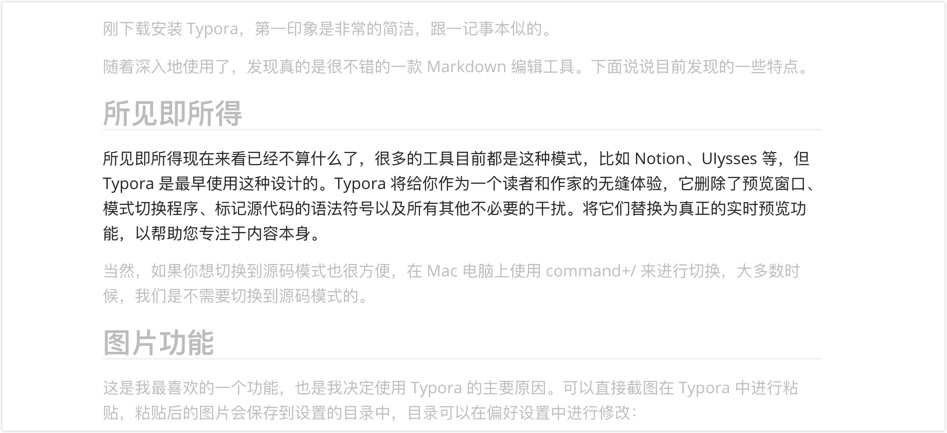 刚下载安装 Typora，第一印象是非常的简洁，跟一记事本似的。
随着深入地使用了，发现真的是很不错的一款 Markdown 编辑工具。下面说说目前发现的一些特点。
所见即所得
所见即所得现在来看已经不算什么了，很多的工具目前都是这种模式，比如 Notion、Ulysses 等，但
Typora 是最早使用这种设计的。Typora 将给你作为一个读者和作家的无缝体验，它删除了预览窗口、
模式切换程序、标记源代码的语法符号以及所有其他不必要的干扰。将它们替换为真正的实时预览功
能，以帮助您专注于内容本身。
当然，如果你想切换到源码模式也很方便，在 Mac 电脑上使用 command+/ 来进行切换，大多数时
候，我们是不需要切换到源码模式的。
图片功能
这是我最喜欢的一个功能，也是我决定使用 Typora 的主要原因。可以直接截图在 Typora 中进行粘
贴，粘贴后的图片会保存到设置的目录中，目录可以在偏好设置中进行修改：